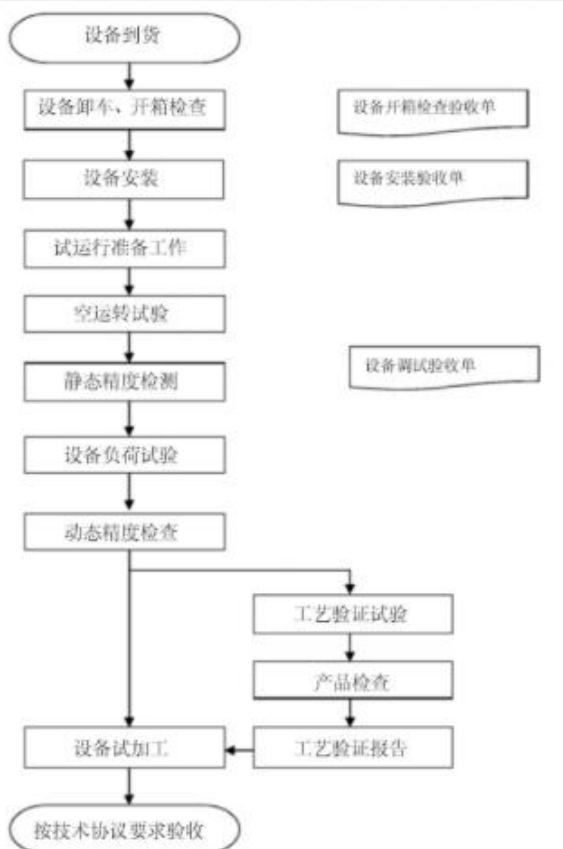 设备到货
设备卸车、开箱检查
设备开箱检查验收单
设备安装
设备安装验收单
试运行准备工作
空运转试验
静态精度检测
设备调试验收单
设备负荷试验
动态精度检查
工艺验证试验
产品检查
设备试加工
工艺验证报告
按技术协议要求验收